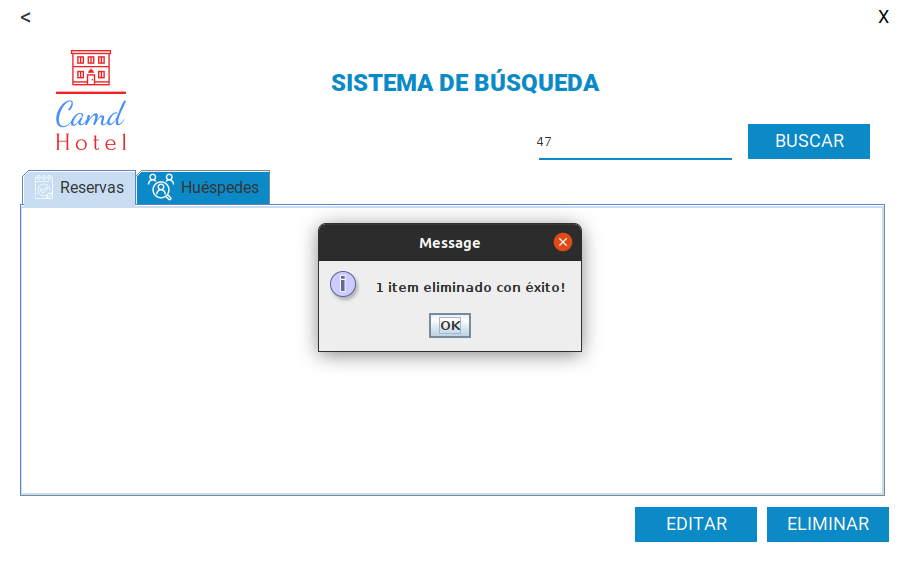 <
X
Camd
Hotel
SISTEMA DE BÚSQUEDA
47
BUSCAR
Reservas
Huéspedes
Message
1 item eliminado con éxito!
OK
EDITAR
ELIMINAR